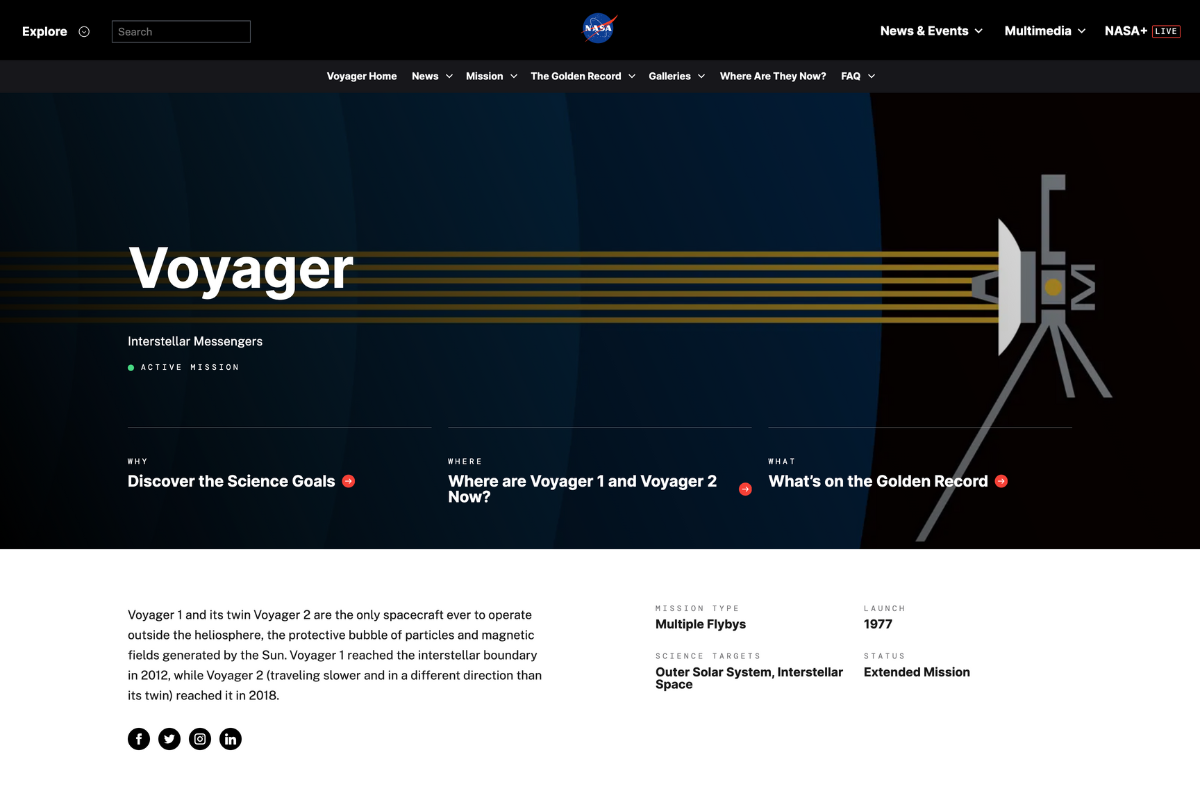 Explore
Search
NASA
News & Events
Multimedia
NASA+ LIVE
Voyager Home
News
Mission
The Golden Record
Galleries
Where Are They Now?
FAQ
Voyager
Interstellar Messengers
ACTIVE MISSION
WHY
Discover the Science Goals
WHERE
Where are Voyager 1 and Voyager 2
Now?
WHAT
What's on the Golden Record
Voyager 1 and its twin Voyager 2 are the only spacecraft ever to operate
outside the heliosphere, the protective bubble of particles and magnetic
fields generated by the Sun. Voyager 1 reached the interstellar boundary
in 2012, while Voyager 2 (traveling slower and in a different direction than
its twin) reached it in 2018.
MISSION TYPE
Multiple Flybys
LAUNCH
1977
SCIENCE TARGETS
Outer Solar System, Interstellar
Space
STATUS
Extended Mission